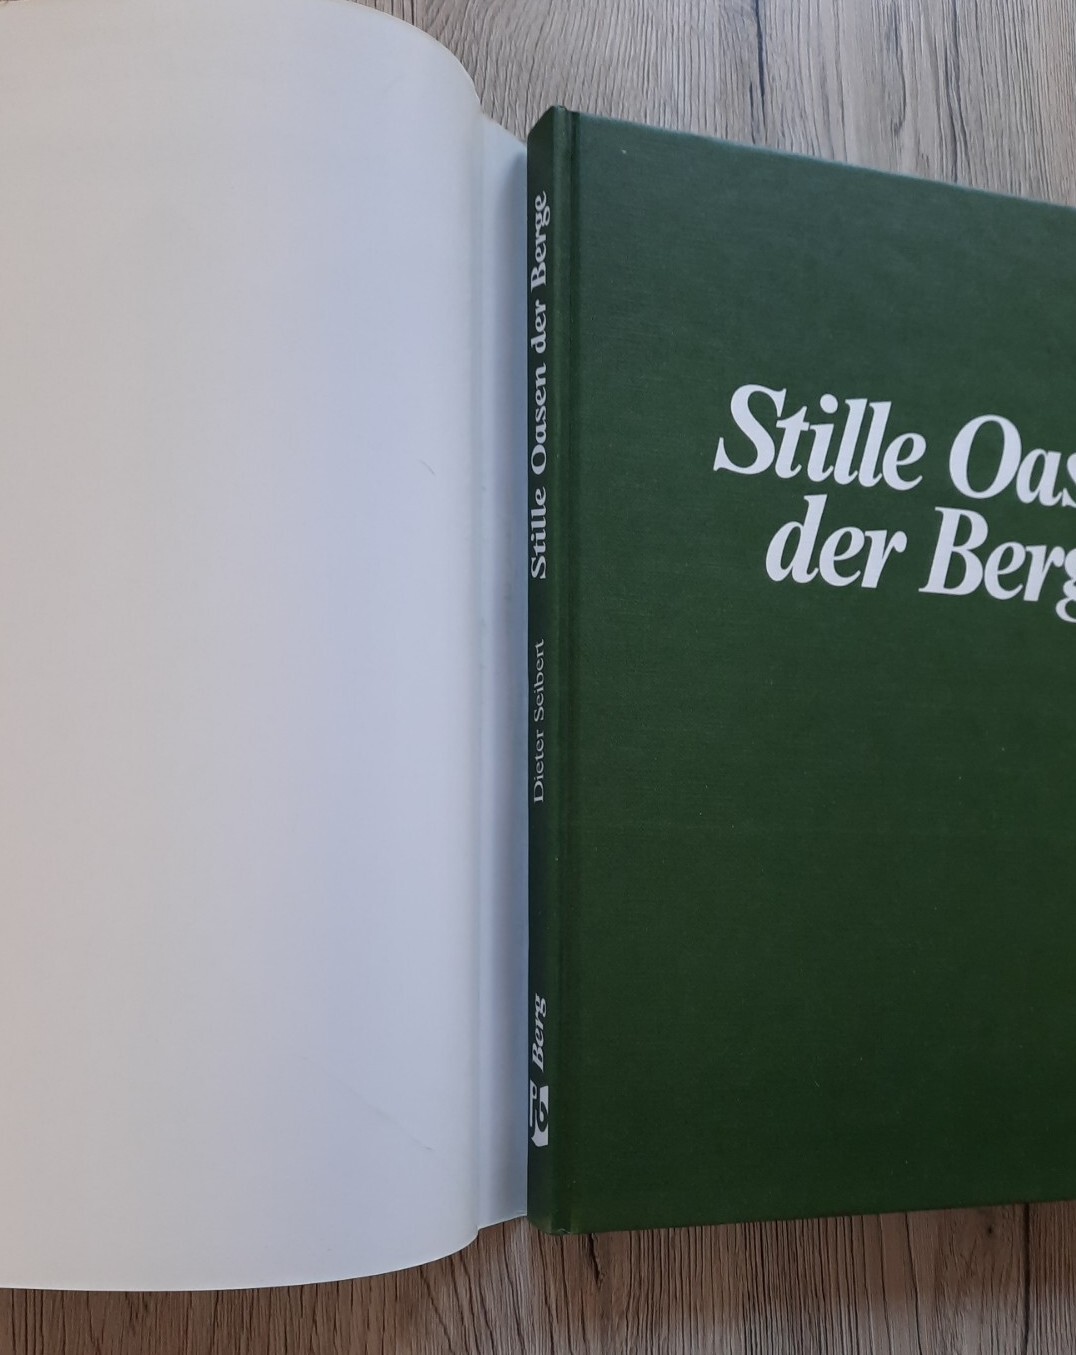 Stille Oasen der Berge
Dieter Seibert
Berg
Stille Oas
der Berg